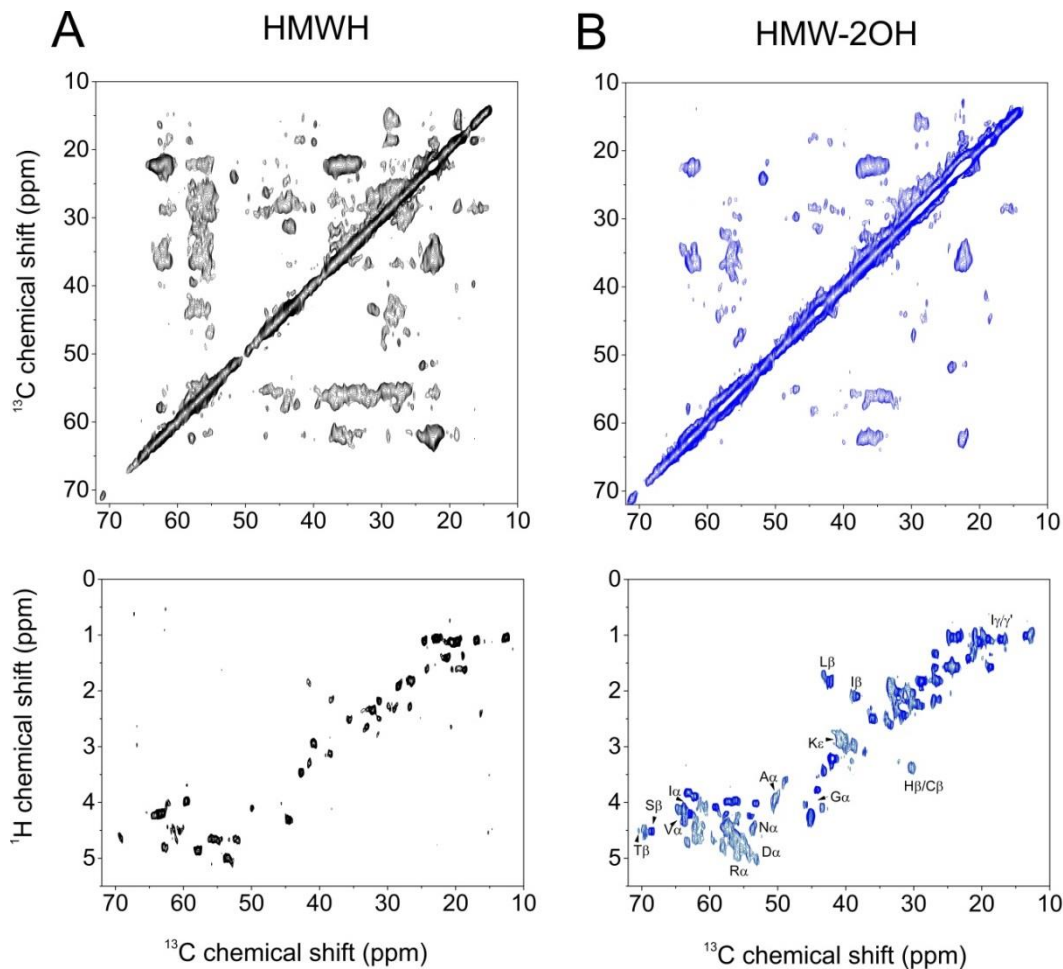 A
HMWH
B
HMW-2OH
10
20
30
40
50
60
70
13C chemical shift (ppm)
70 60 50 40 30 20 10
10
20
30
40
50
60
70
70 60 50 40 30 20 10
0
1
2
3
4
5
1H chemical shift (ppm)
70 60 50 40 30 20 10
13C chemical shift (ppm)
0
1
2
3
4
5
Iγ/γ'
Lβ
Iβ
Kε
Hβ/Cβ
Aα
Gα
Iα
Sβ
Vα
Nα
Tβ
Dα
Rα
70 60 50 40 30 20 10
13C chemical shift (ppm)